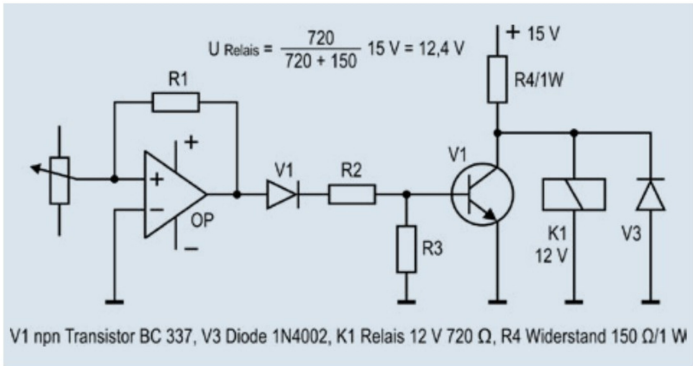 + 15 V
U Relais = 720 / 720 + 150 15 V = 12,4 V
R4/1W
R1
+
V1
R2
V1
+
−
OP
−
R3
K1
12 V
V3
V1 npn Transistor BC 337, V3 Diode 1N4002, K1 Relais 12 V 720 Ω, R4 Widerstand 150 Ω/1 W